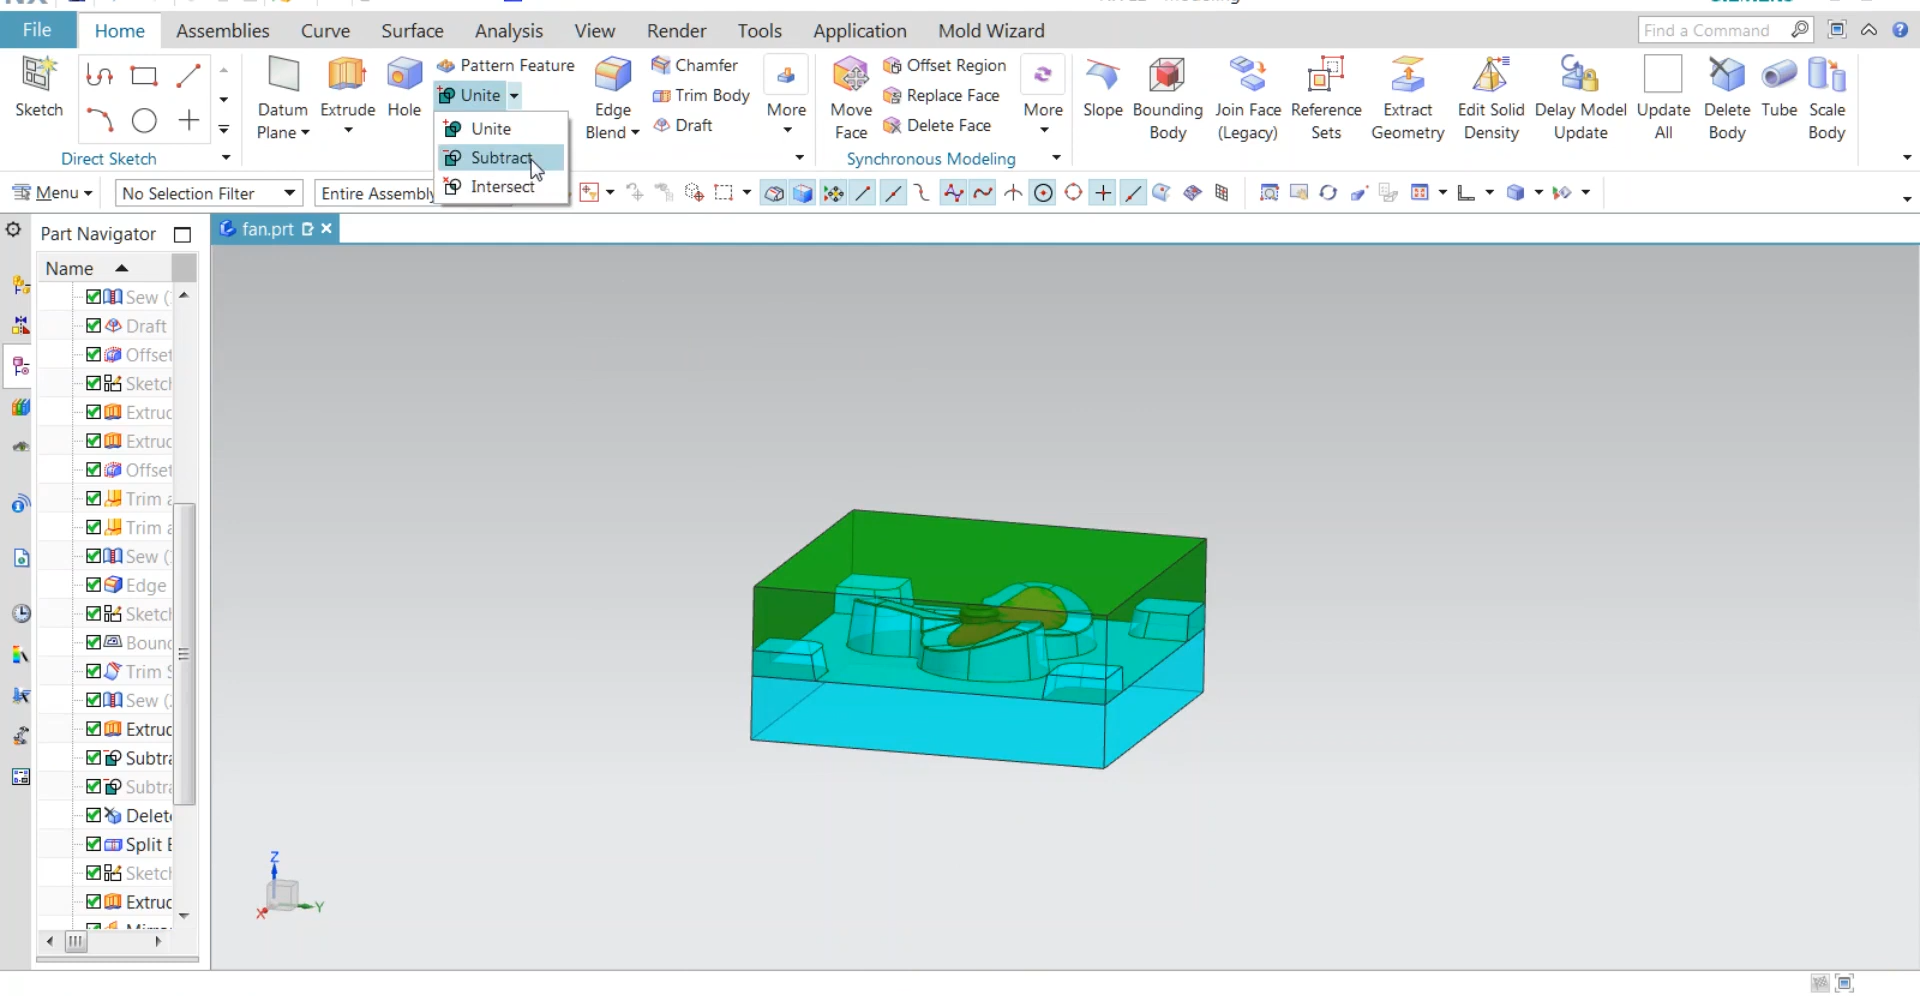 File Home Assemblies Curve Surface Analysis View Render Tools Application Mold Wizard Find a Command
Sketch
Direct Sketch
Datum Plane
Extrude
Hole
Pattern Feature
Unite
Unite
Subtract
Intersect
Edge Blend
Chamfer
Trim Body
Draft
More
Move Face
Offset Region
Replace Face
Delete Face
More
Synchronous Modeling
Slope
Bounding Body
Join Face (Legacy)
Reference Sets
Extract Geometry
Edit Solid Density
Delay Model Update
Update All
Delete Body
Tube
Scale Body
Menu No Selection Filter Entire Assembly
Part Navigator
fan.prt
Name
Sew (
Draft
Offset
Sketch
Extruc
Extruc
Offset
Trim a
Trim a
Sew (
Edge
Sketch
Bound
Trim S
Sew (
Extruc
Subtra
Subtra
Delete
Split B
Sketch
Extruc
Z
X
Y